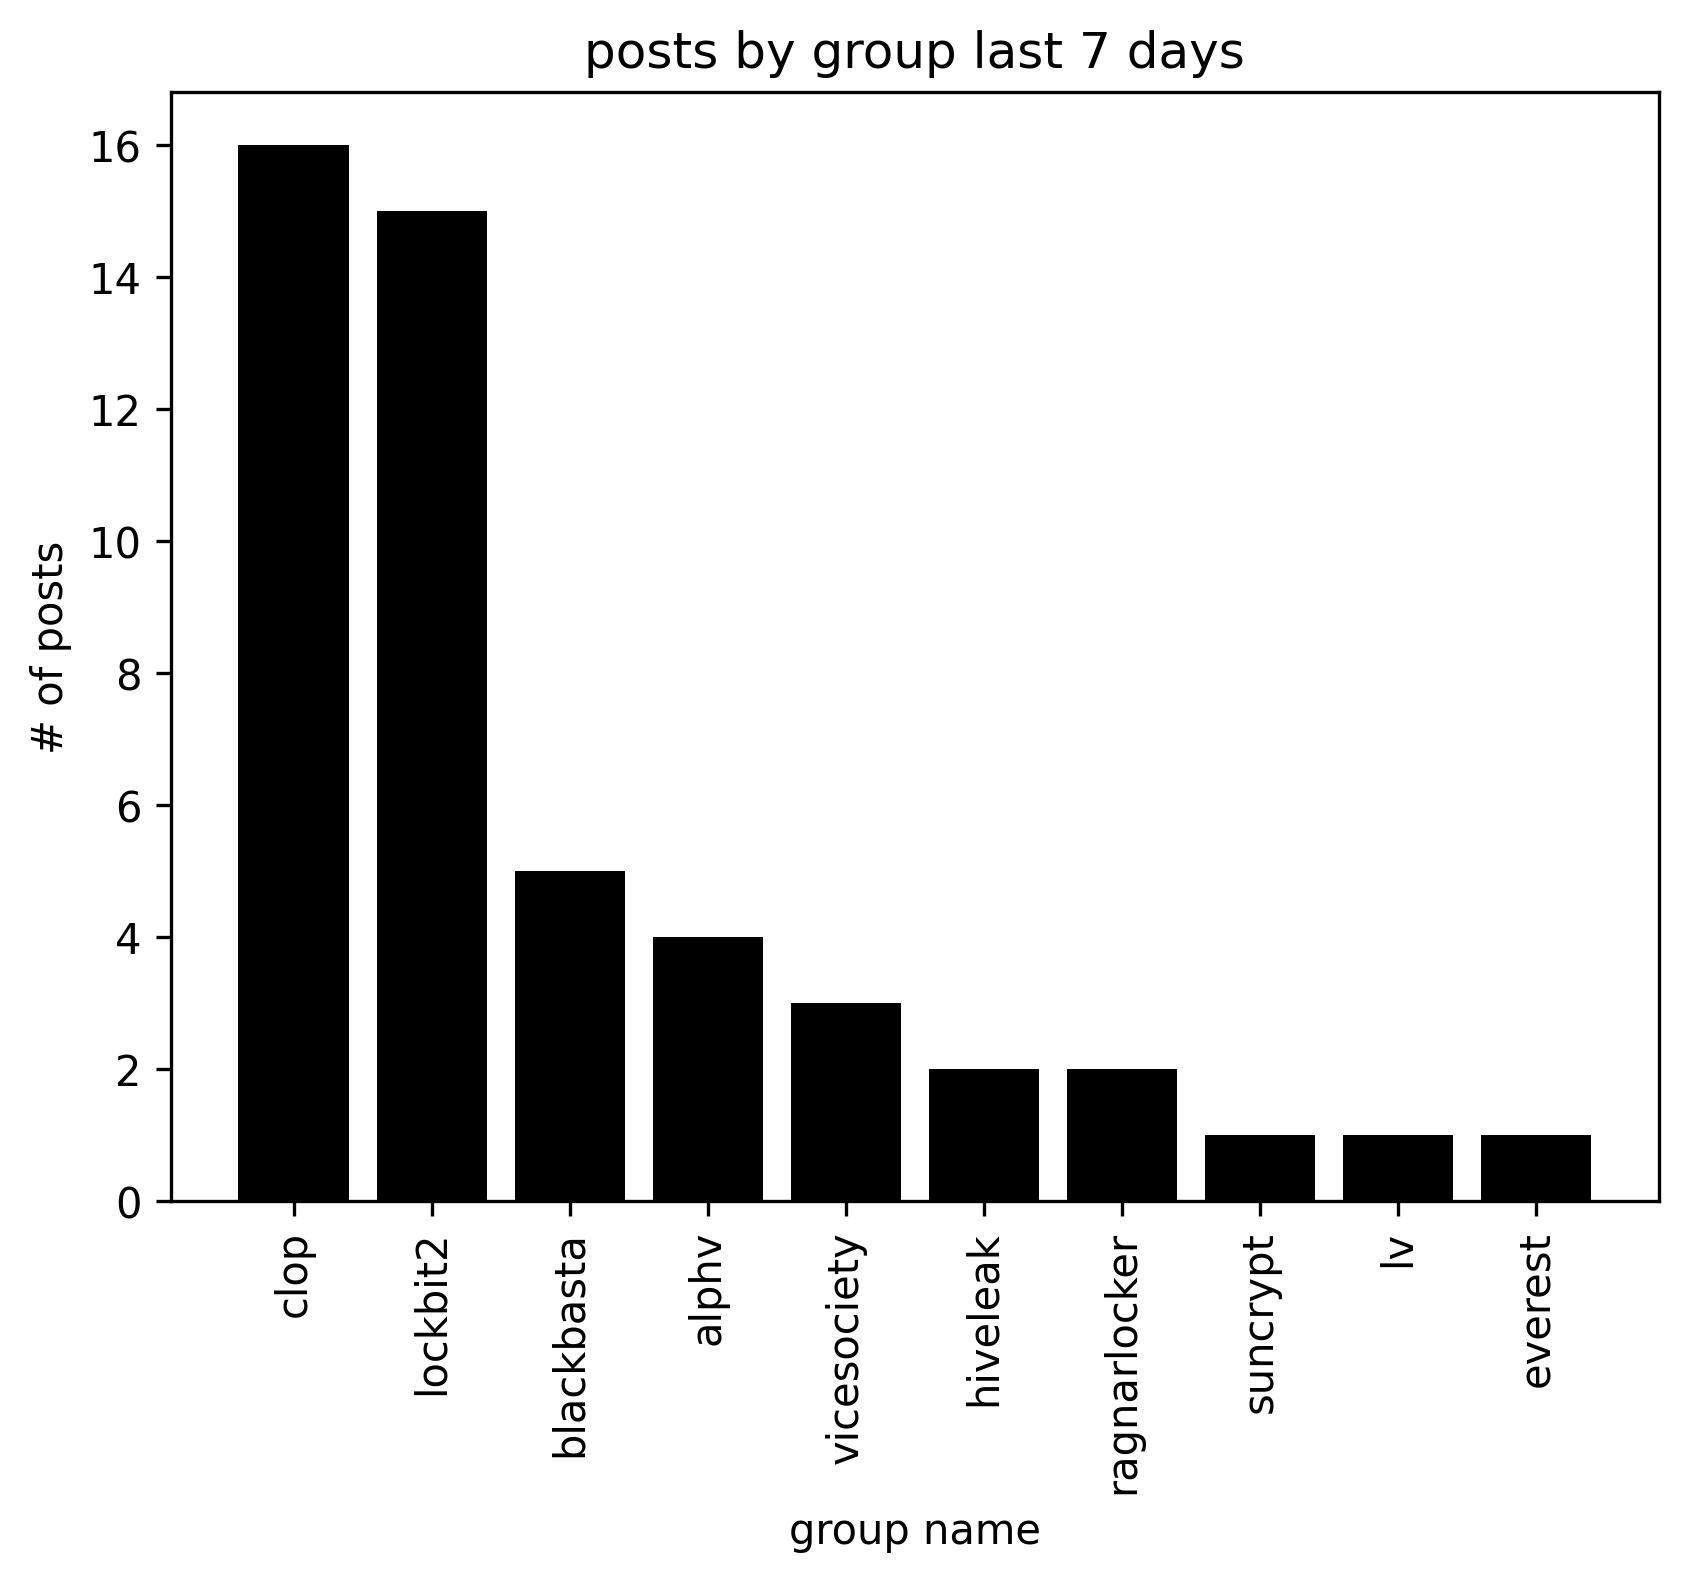 posts by group last 7 days
16
14
12
10
8
6
4
2
0
# of posts
clop
lockbit2
blackbasta
alphv
vicesociety
hiveleak
ragnarlocker
suncrypt
lv
everest
group name